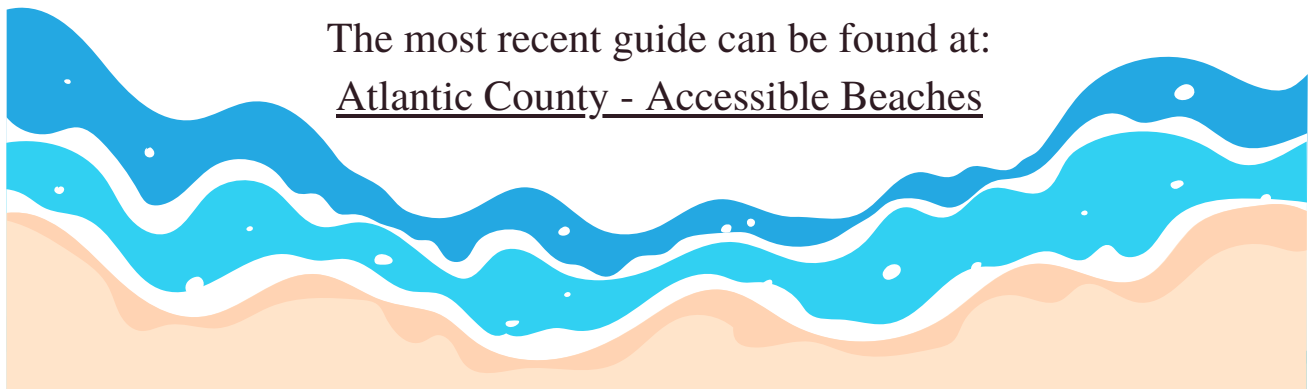 The most recent guide can be found at:
Atlantic County - Accessible Beaches